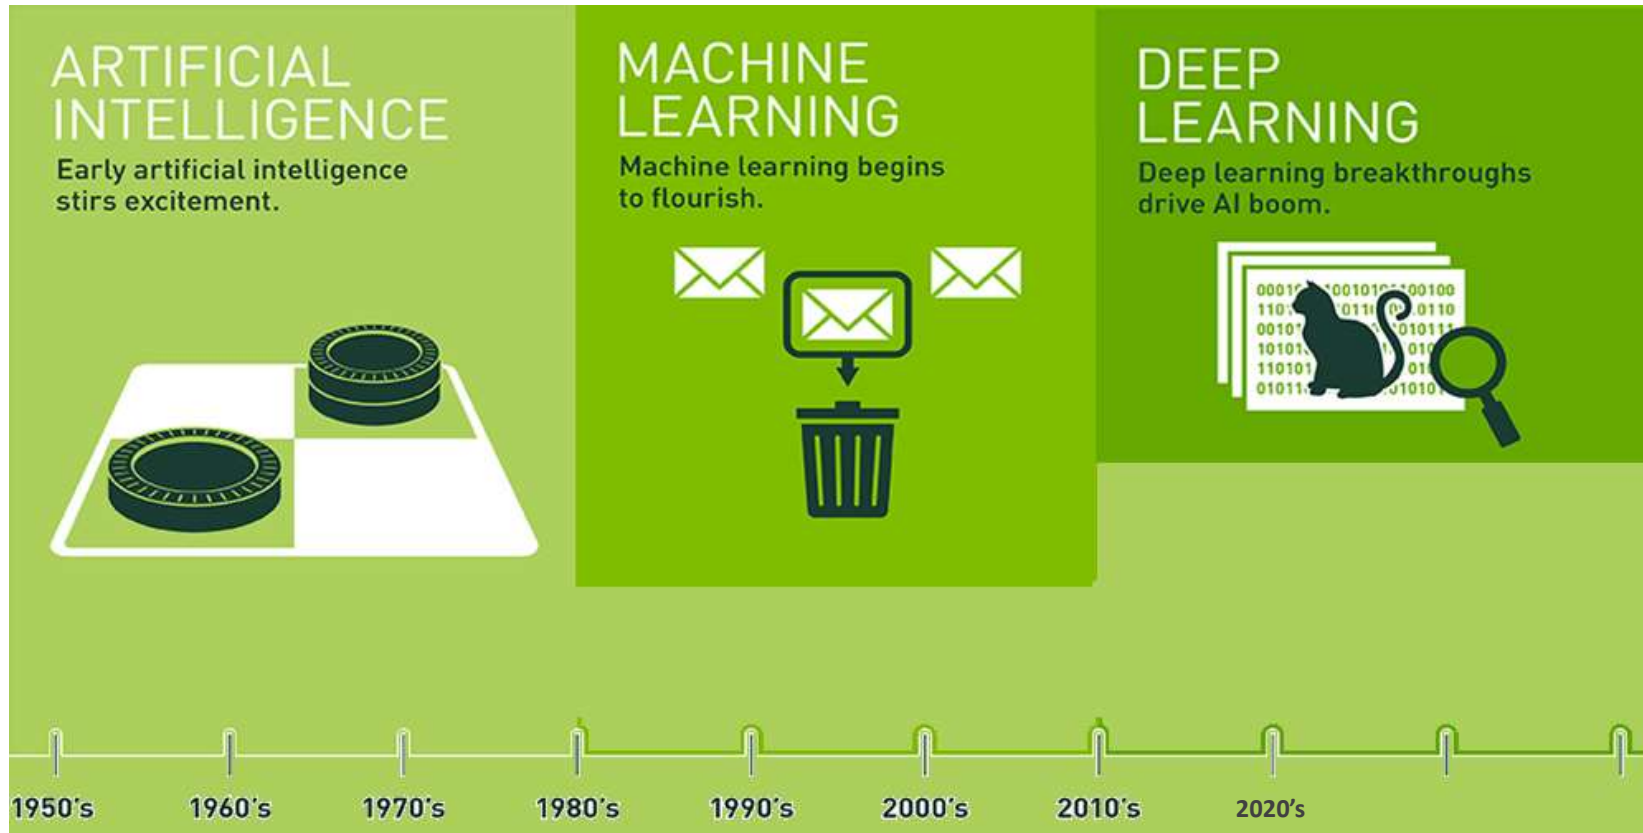 ARTIFICIAL
INTELLIGENCE
Early artificial intelligence
stirs excitement.
MACHINE
LEARNING
Machine learning begins
to flourish.
DEEP
LEARNING
Deep learning breakthroughs
drive AI boom.
1950's
1960's
1970's
1980's
1990's
2000's
2010's
2020's